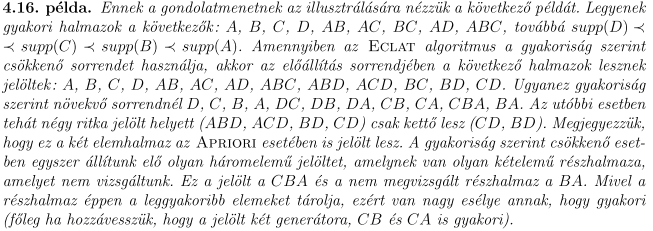 4.16. példa. Ennek a gondolatmenetnek az illusztrálására nézzük a következő példát. Legyenek
gyakori halmazok a következők: A, B, C, D, AB, AC, BC, AD, ABC, továbbá supp(D) ≺
≺ supp(C) ≺ supp(B) ≺ supp(A). Amennyiben az ECLAT algoritmus a gyakoriság szerint
csökkenő sorrendet használja, akkor az előállítás sorrendjében a következő halmazok lesznek
jelöltek: A, B, C, D, AB, AC, AD, ABC, ABD, ACD, BC, BD, CD. Ugyanez gyakoriság
szerint növekvő sorrendnél D, C, B, A, DC, DB, DA, CB, CA, CBA, BA. Az utóbbi esetben
tehát négy ritka jelölt helyett (ABD, ACD, BD, CD) csak kettő lesz (CD, BD). Megjegyezzük,
hogy ez a két elemhalmaz az APRIORI esetében is jelölt lesz. A gyakoriság szerint csökkenő eset-
ben egyszer állítunk elő olyan háromelemű jelöltet, amelynek van olyan kételemű részhalmaza,
amelyet nem vizsgáltunk. Ez a jelölt a CBA és a nem megvizsgált részhalmaz a BA. Mivel a
részhalmaz éppen a leggyakoribb elemeket tárolja, ezért van nagy esélye annak, hogy gyakori
(főleg ha hozzávesszük, hogy a jelölt két generátora, CB és CA is gyakori).